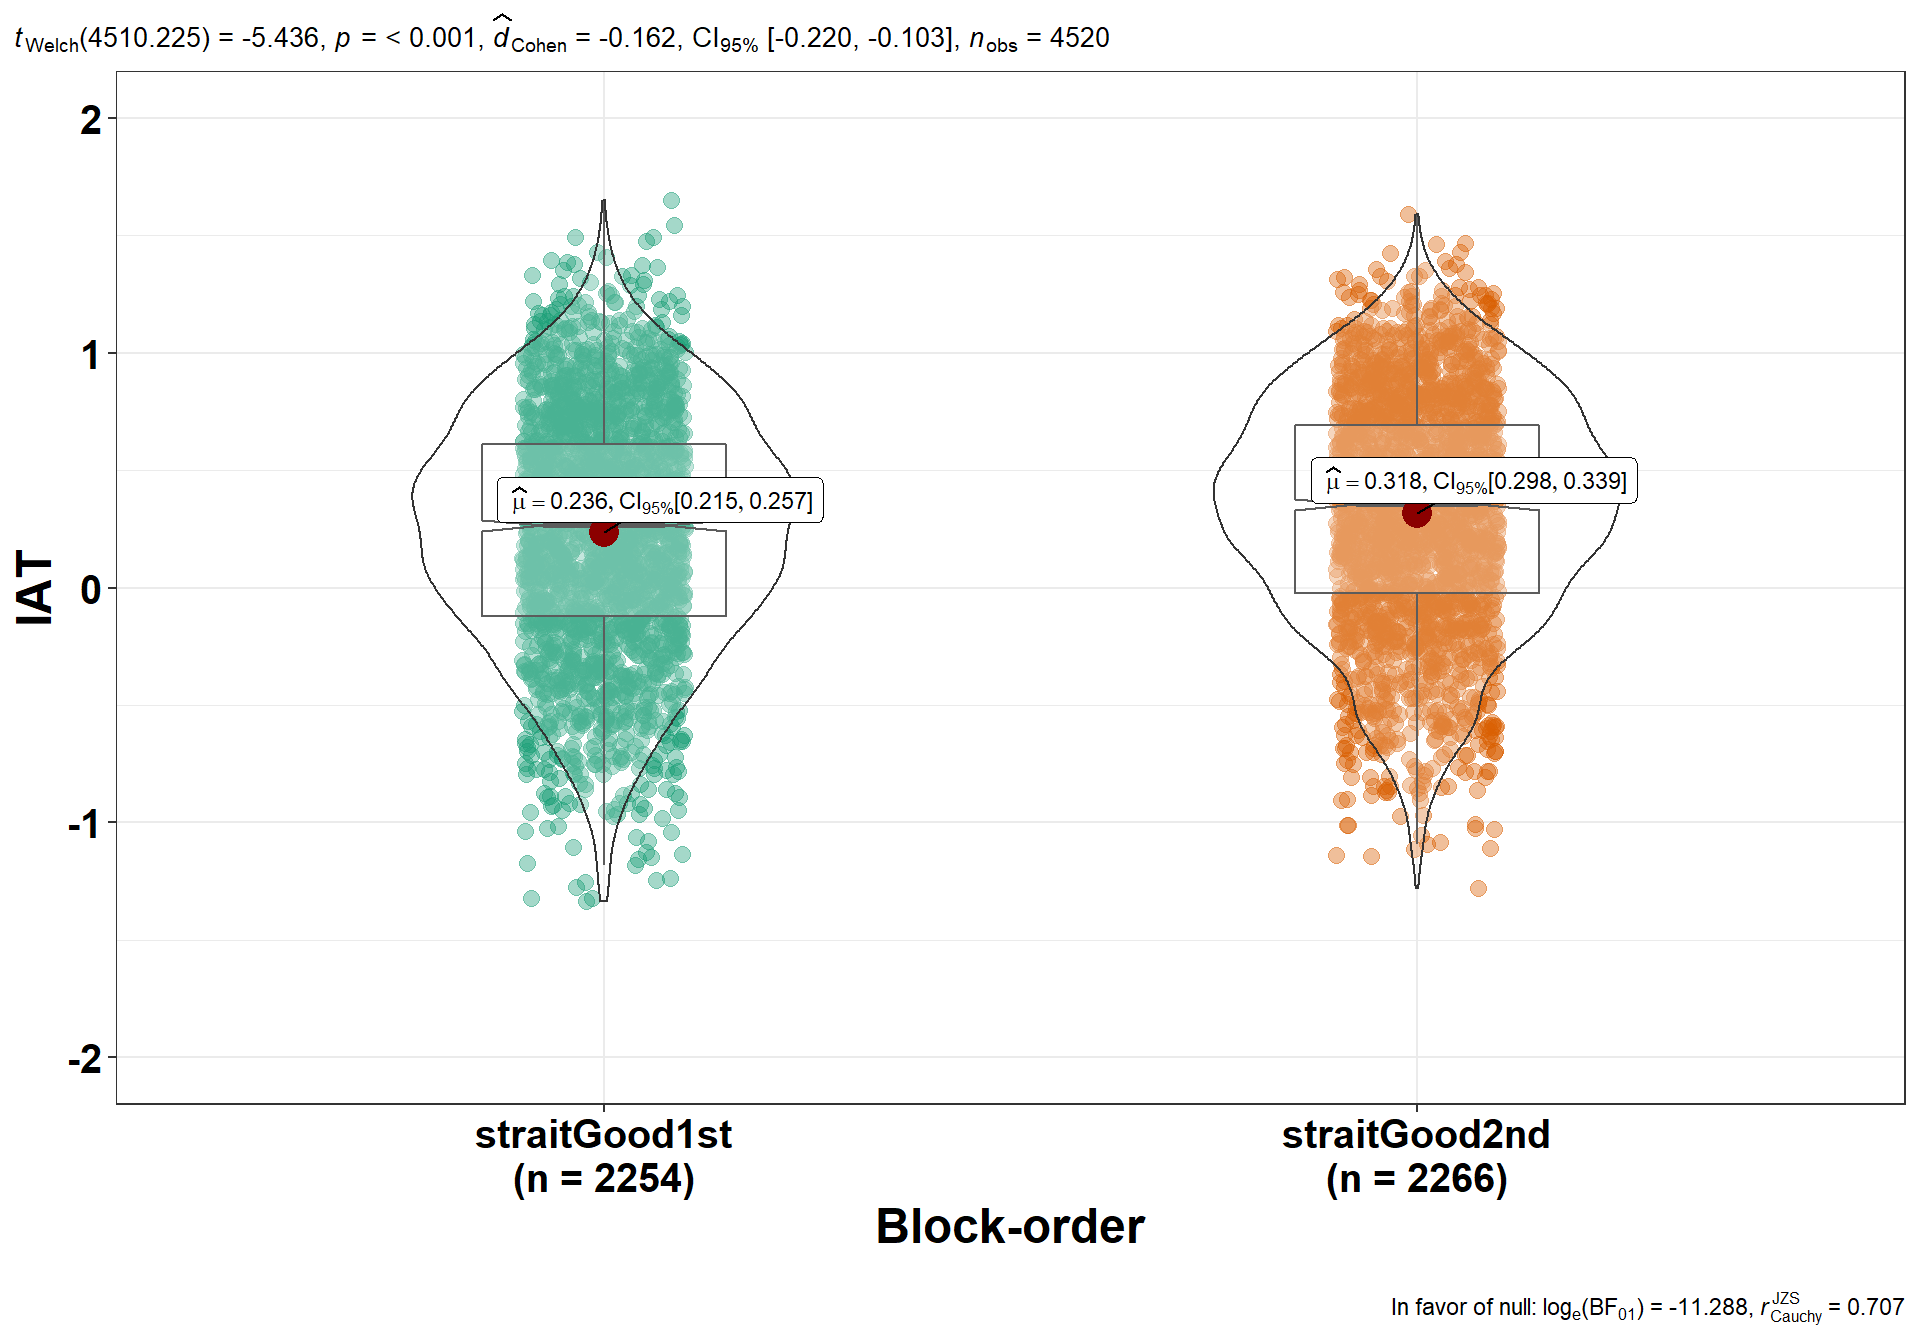 tWelch(4510.225) = -5.436, p = < 0.001, d̂Cohen = -0.162, CI95% [-0.220, -0.103], nobs = 4520
2
1
0
-1
-2
IAT
μ̂ = 0.236, CI95%[0.215, 0.257]
μ̂ = 0.318, CI95%[0.298, 0.339]
straitGood1st
(n = 2254)
straitGood2nd
(n = 2266)
Block-order
In favor of null: loge(BF01) = -11.288, rJZSCauchy = 0.707